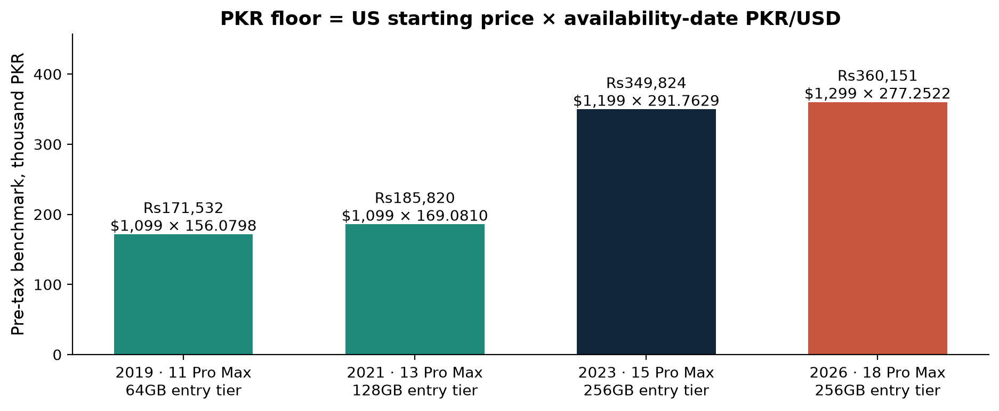 PKR floor = US starting price × availability-date PKR/USD
Pre-tax benchmark, thousand PKR
400
300
200
100
0
Rs171,532
$1,099 × 156.0798
Rs185,820
$1,099 × 169.0810
Rs349,824
$1,199 × 291.7629
Rs360,151
$1,299 × 277.2522
2019 · 11 Pro Max
64GB entry tier
2021 · 13 Pro Max
128GB entry tier
2023 · 15 Pro Max
256GB entry tier
2026 · 18 Pro Max
256GB entry tier